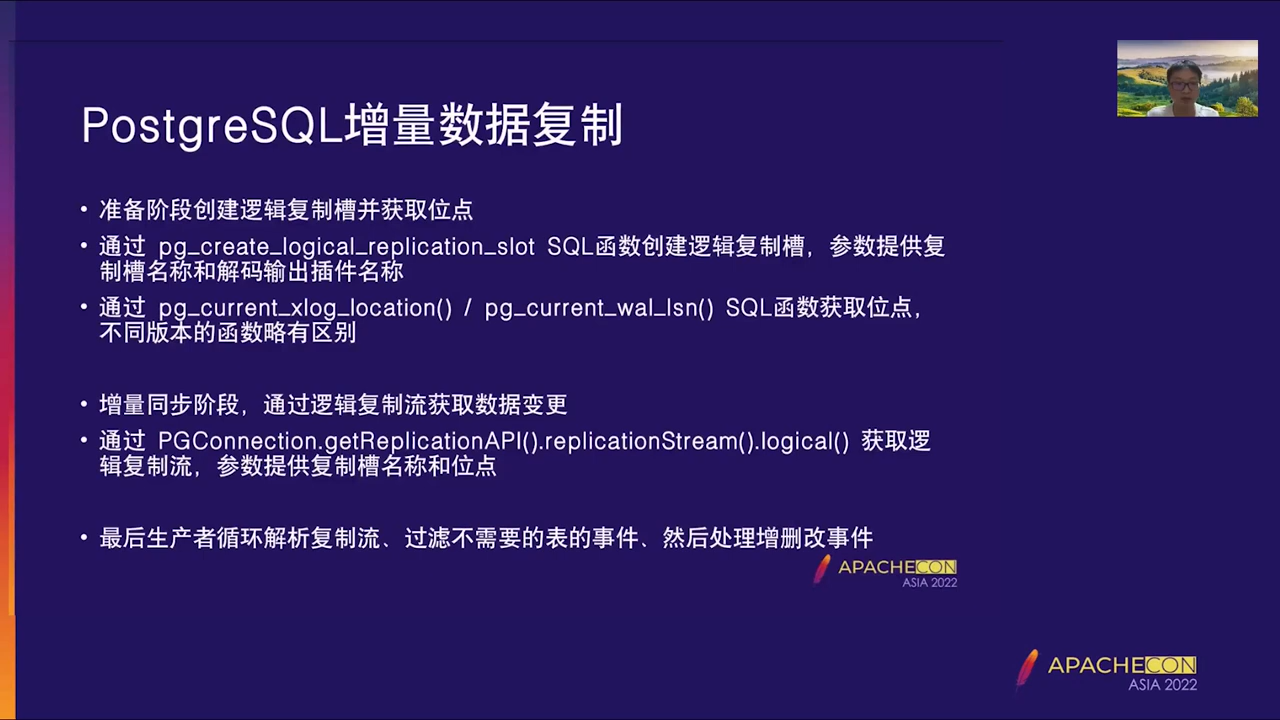 PostgreSQL增量数据复制
• 准备阶段创建逻辑复制槽并获取位点
• 通过 pg_create_logical_replication_slot SQL函数创建逻辑复制槽，参数提供复
制槽名称和解码输出插件名称
• 通过 pg_current_xlog_location() / pg_current_wal_lsn() SQL函数获取位点，
不同版本的函数略有区别
• 增量同步阶段，通过逻辑复制流获取数据变更
• 通过 PGConnection.getReplicationAPI().replicationStream().logical() 获取逻
辑复制流，参数提供复制槽名称和位点
• 最后生产者循环解析复制流、过滤不需要的表的事件、然后处理增删改事件
APACHECON
ASIA 2022
APACHECON
ASIA 2022